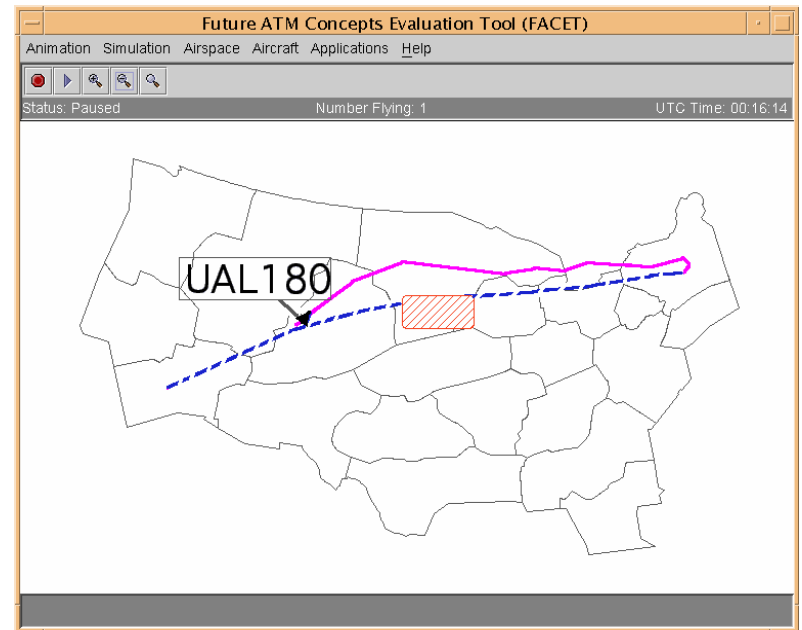 Future ATM Concepts Evaluation Tool (FACET)
Animation Simulation Airspace Aircraft Applications Help
Status: Paused Number Flying: 1 UTC Time: 00:16:14
UAL180